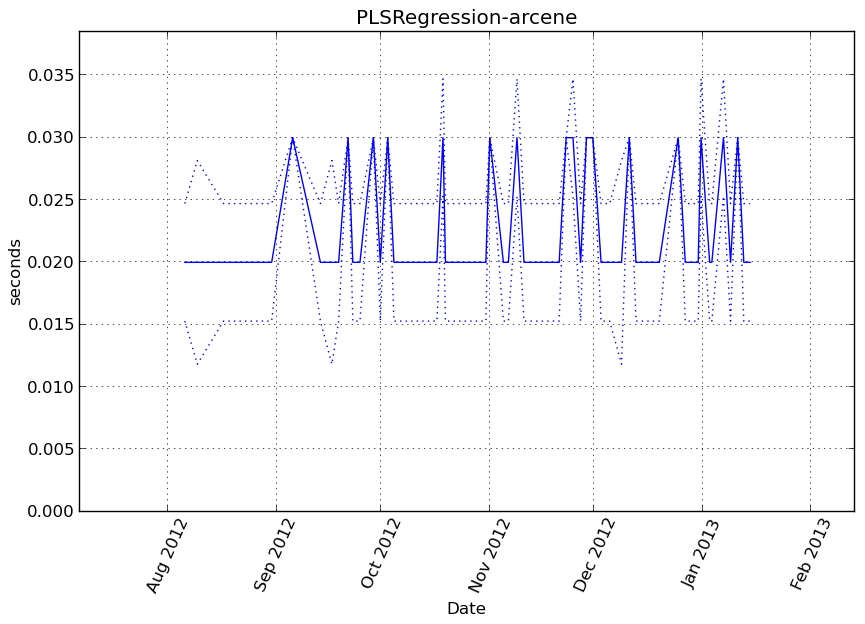 PLSRegression-arcene
0.035
0.030
0.025
0.020
0.015
0.010
0.005
0.000
seconds
Aug 2012
Sep 2012
Oct 2012
Nov 2012
Dec 2012
Jan 2013
Feb 2013
Date